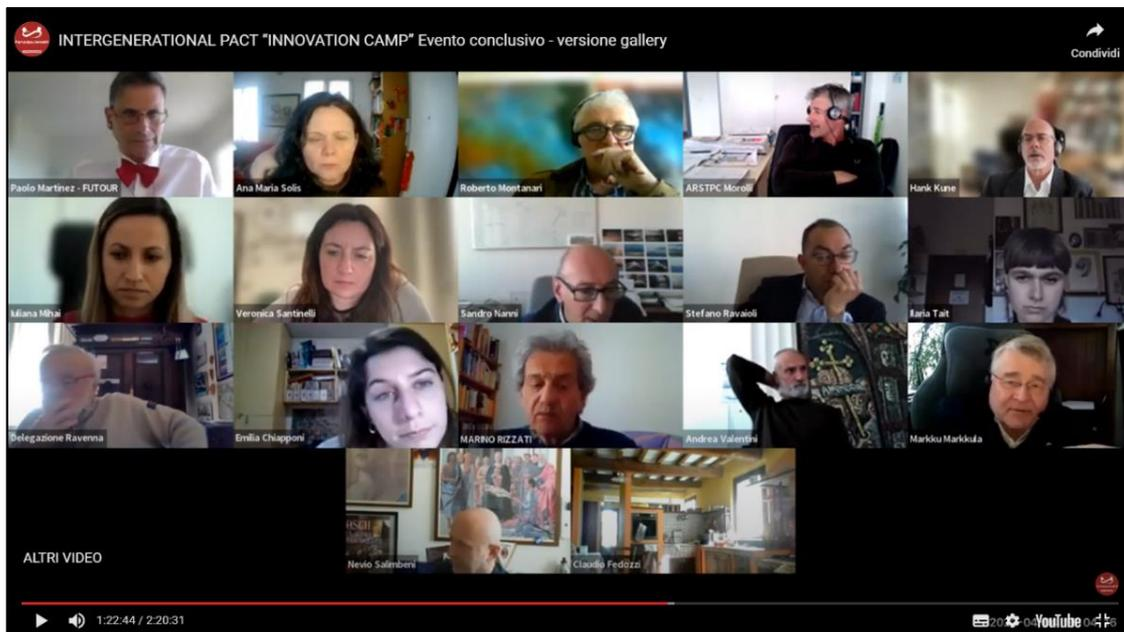 INTERGENERATIONAL PACT “INNOVATION CAMP” Evento conclusivo - versione gallery
Condividi
Paolo Martinez - FUTOUR
Ana Maria Solis
Roberto Montanari
ARSTPC Morolli
Hank Kune
Iuliana Mihai
Veronica Santinelli
Sandro Nanni
Stefano Ravaioli
Ilaria Tait
Delegazione Ravenna
Emilia Chiapponi
MARINO RIZZATI
Andrea Valentini
Markku Markkula
Nevio Salimbeni
Claudio Fedozzi
ALTRI VIDEO
1:22:44 / 2:20:31
YouTube